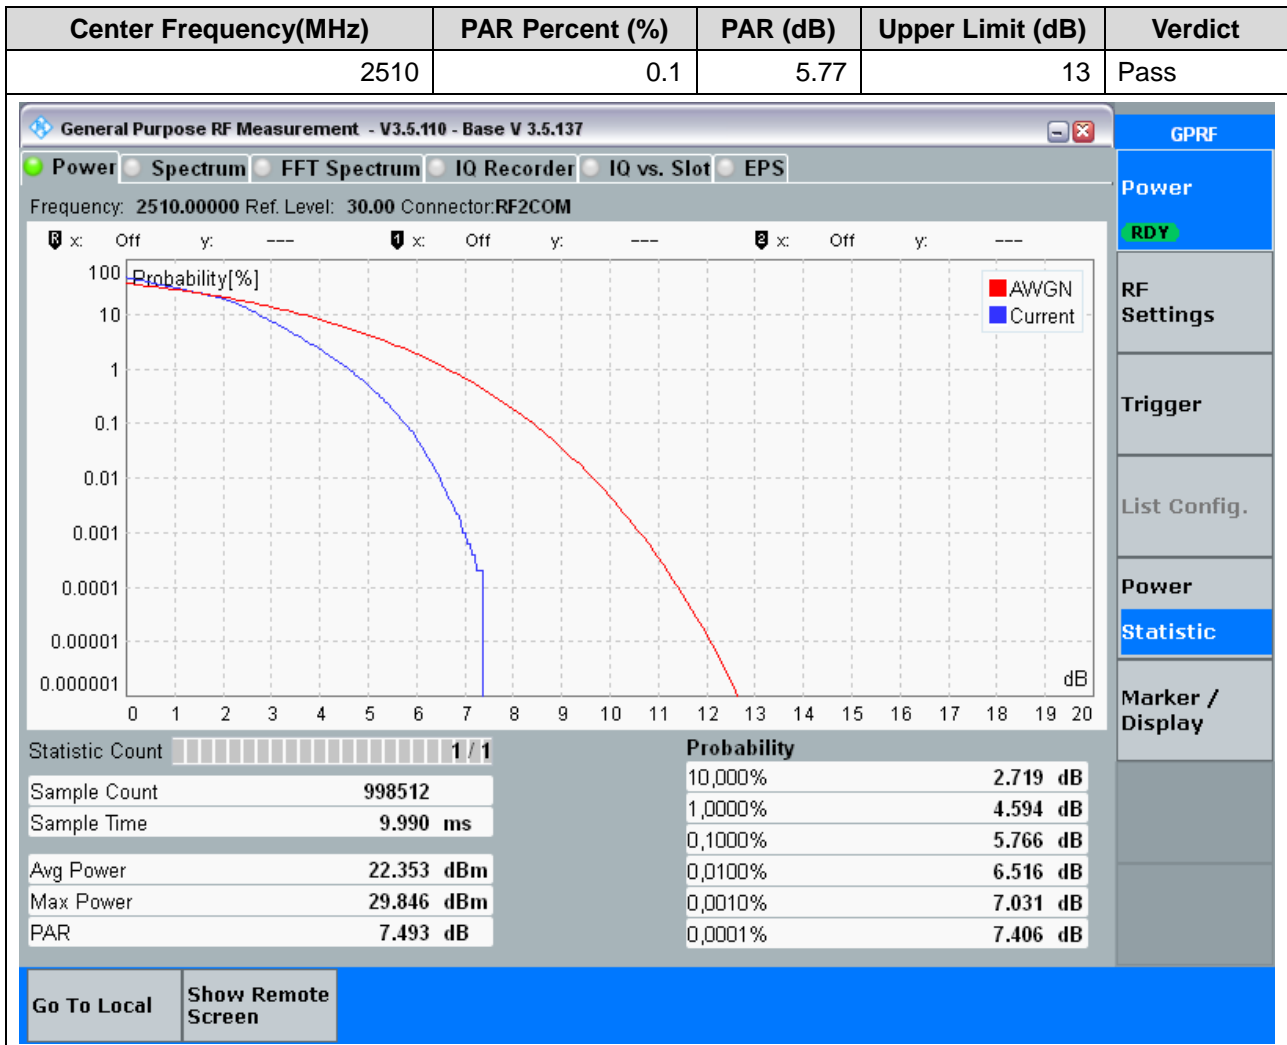 Center Frequency(MHz) PAR Percent (%) PAR (dB) Upper Limit (dB) Verdict
2510 0.1 5.77 13 Pass
General Purpose RF Measurement - V3.5.110 - Base V 3.5.137
GPRF
Power Spectrum FFT Spectrum IQ Recorder IQ vs. Slot EPS
Frequency: 2510.00000 Ref. Level: 30.00 Connector:RF2COM
R x: Off y: --- 1 x: Off y: --- 2 x: Off y: ---
Probability[%]
100
10
1
0.1
0.01
0.001
0.0001
0.00001
0.000001
AWGN
Current
dB
0 1 2 3 4 5 6 7 8 9 10 11 12 13 14 15 16 17 18 19 20
Statistic Count 1 / 1
Sample Count 998512
Sample Time 9.990 ms
Avg Power 22.353 dBm
Max Power 29.846 dBm
PAR 7.493 dB
Probability
10,000% 2.719 dB
1,0000% 4.594 dB
0,1000% 5.766 dB
0,0100% 6.516 dB
0,0010% 7.031 dB
0,0001% 7.406 dB
Power
RDY
RF
Settings
Trigger
List Config.
Power
Statistic
Marker /
Display
Go To Local
Show Remote
Screen